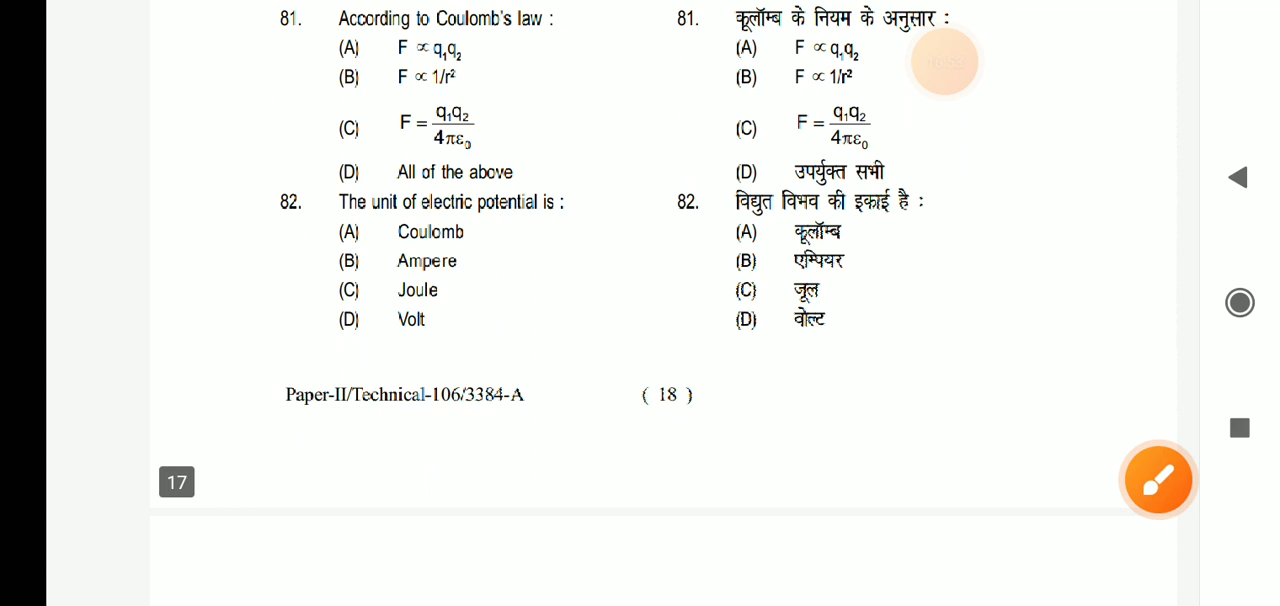 81. According to Coulomb's law :
(A) F ∝ q₁q₂
(B) F ∝ 1/r²
(C) F = q₁q₂/4πε₀
(D) All of the above
82. The unit of electric potential is :
(A) Coulomb
(B) Ampere
(C) Joule
(D) Volt
81. कूलॉम्ब के नियम के अनुसार :
(A) F ∝ q₁q₂
(B) F ∝ 1/r²
(C) F = q₁q₂/4πε₀
(D) उपर्युक्त सभी
82. विद्युत विभव की इकाई है :
(A) कूलॉम्ब
(B) एम्पियर
(C) जूल
(D) वोल्ट
Paper-II/Technical-106/3384-A ( 18 )
17